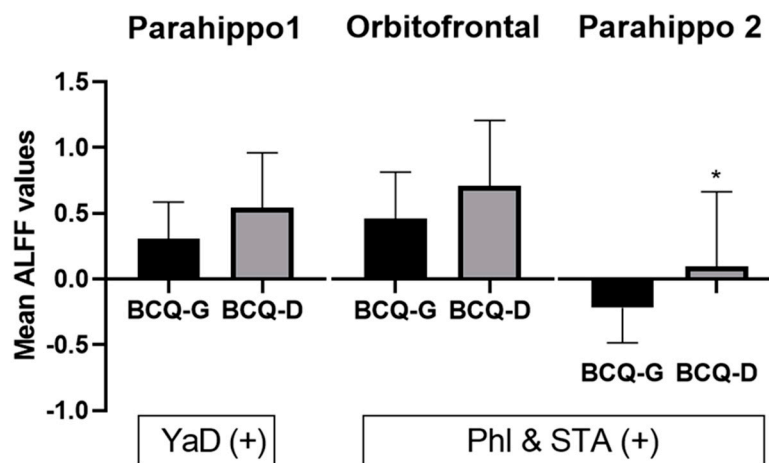 Parahippo1 Orbitofrontal Parahippo 2
Mean ALFF values
1.5
1.0
0.5
0.0
-0.5
-1.0
*
BCQ-G BCQ-D BCQ-G BCQ-D
BCQ-G BCQ-D
YaD (+) Phl & STA (+)